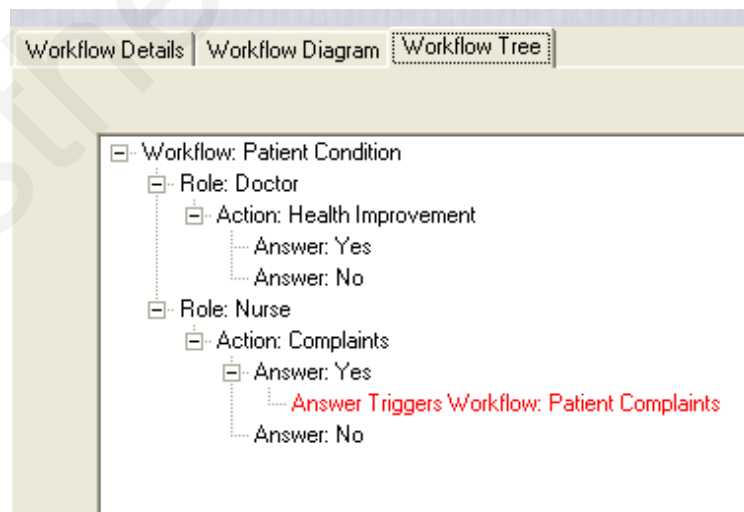 Workflow Details Workflow Diagram Workflow Tree
Workflow: Patient Condition
Role: Doctor
Action: Health Improvement
Answer: Yes
Answer: No
Role: Nurse
Action: Complaints
Answer: Yes
Answer Triggers Workflow: Patient Complaints
Answer: No